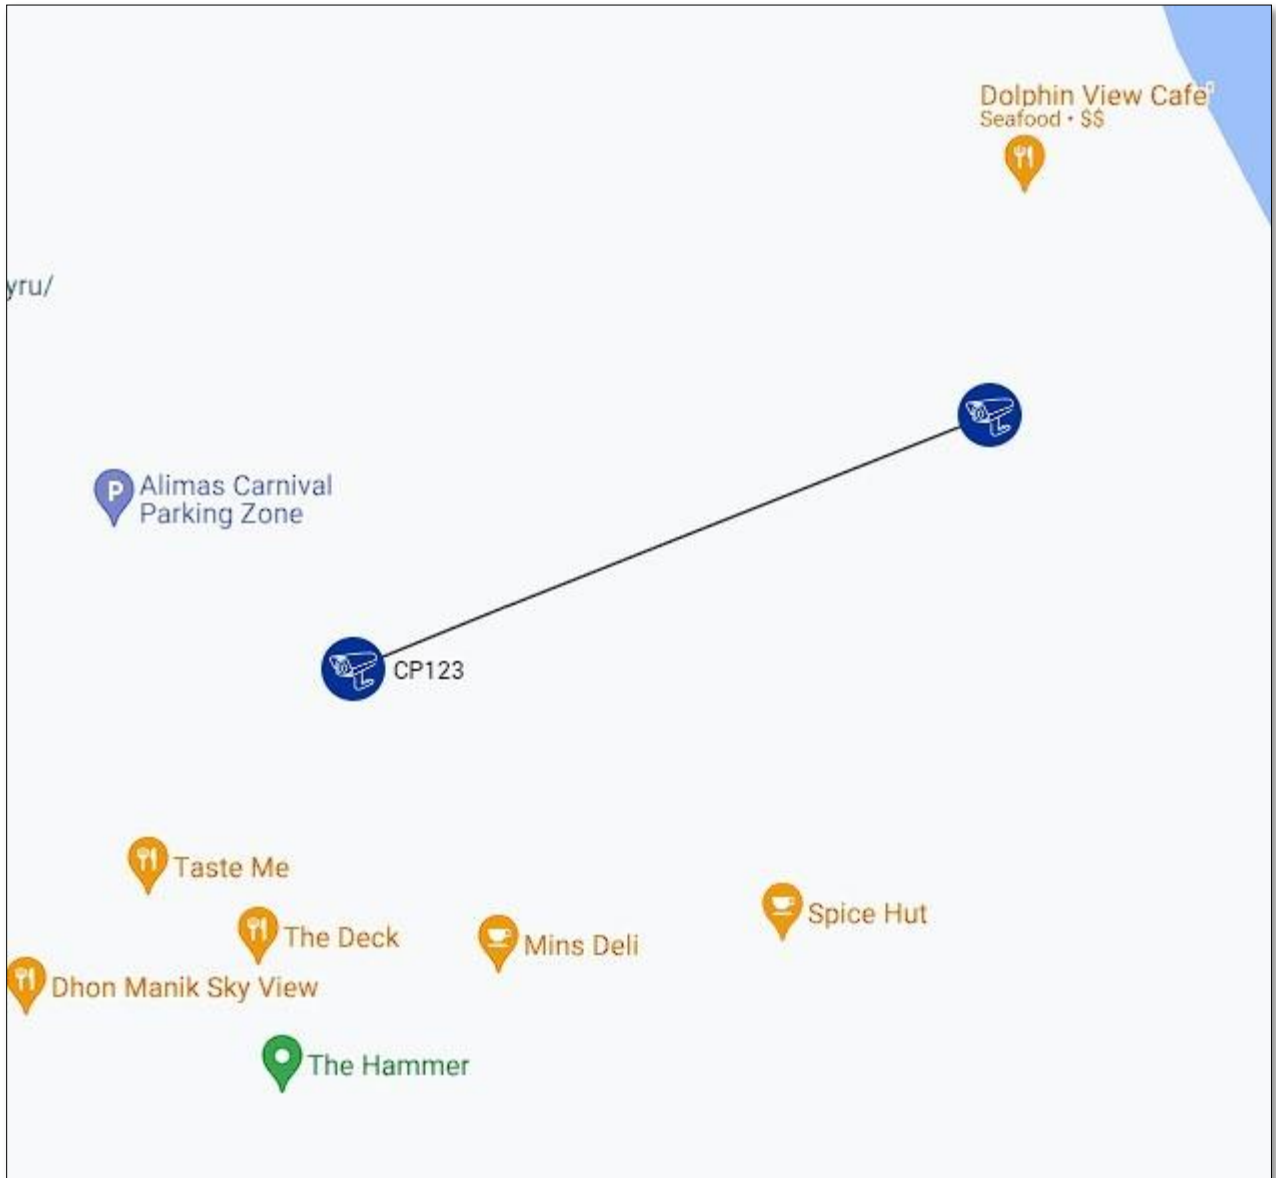 Dolphin View Cafe'
Seafood • $$
yru/
Alimas Carnival
Parking Zone
P
CP123
Taste Me
Spice Hut
The Deck
Mins Deli
Dhon Manik Sky View
The Hammer